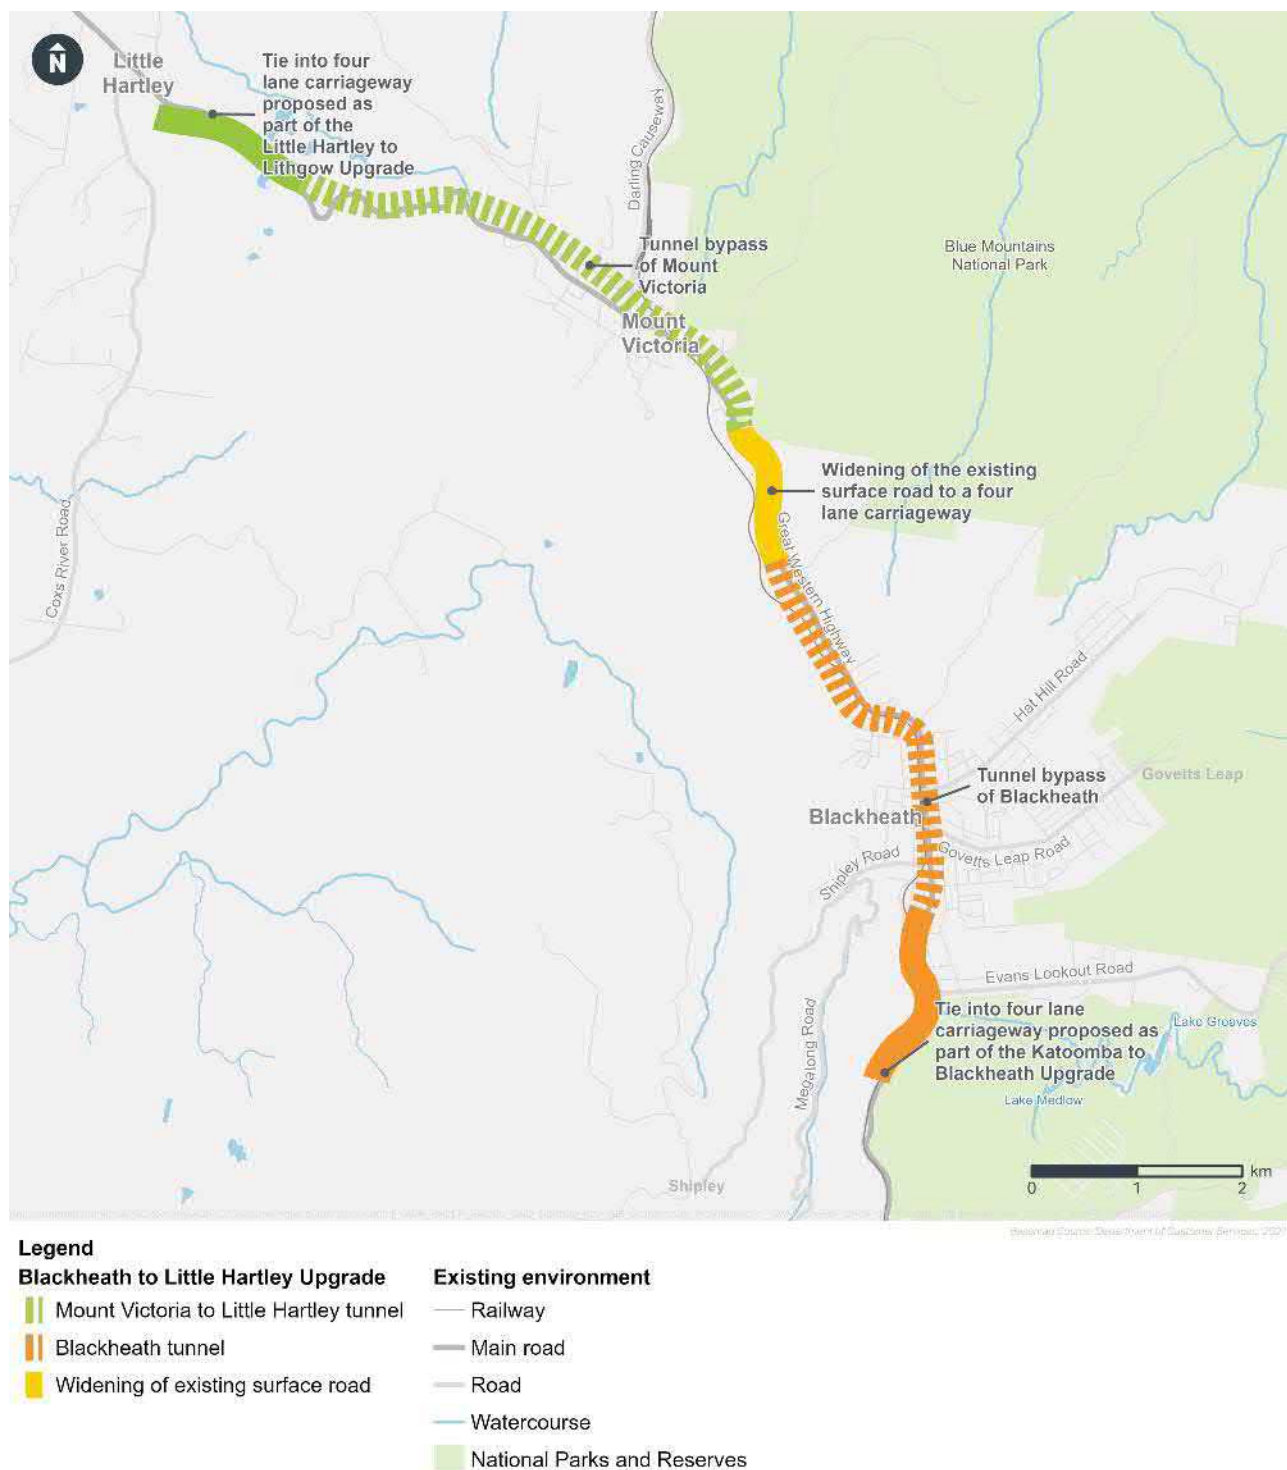 N
Little
Hartley
Tie into four
lane carriageway
proposed as
part of the
Little Hartley to
Lithgow Upgrade
Darling Causeway
Tunnel bypass
of Mount
Victoria
Blue Mountains
National Park
Mount
Victoria
Widening of the existing
surface road to a four
lane carriageway
Great Western Highway
Coxs River Road
Hat Hill Road
Tunnel bypass
of Blackheath
Govetts Leap
Blackheath
Govetts Leap Road
Shipley Road
Evans Lookout Road
Tie into four lane
carriageway proposed as
part of the Katoomba to
Blackheath Upgrade
Lake Greaves
Lake Medlow
Megalong Road
Shipley
km
0 1 2
Basemap Source: Department of Customer Services,
Legend
Blackheath to Little Hartley Upgrade
Mount Victoria to Little Hartley tunnel
Blackheath tunnel
Widening of existing surface road
Existing environment
Railway
Main road
Road
Watercourse
National Parks and Reserves